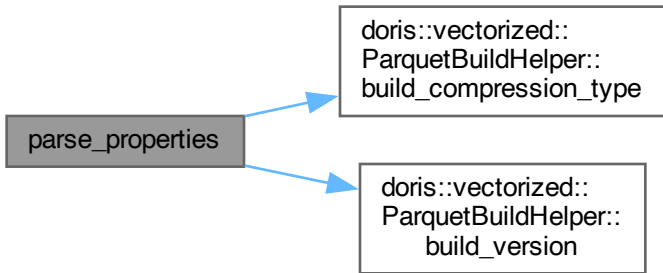 parse_properties
doris::vectorized::
ParquetBuildHelper::
build_compression_type
doris::vectorized::
ParquetBuildHelper::
build_version